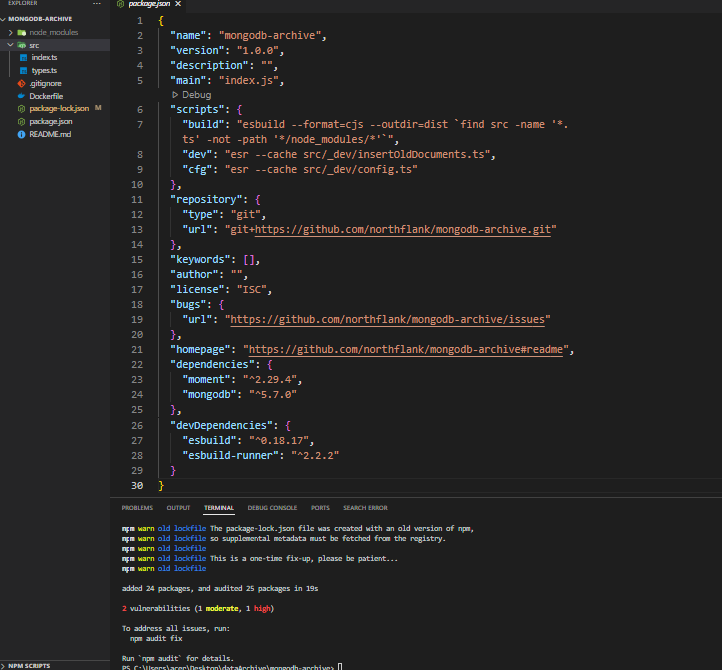 EXPLORER ...
MONGODB-ARCHIVE
node_modules
src
index.ts
types.ts
.gitignore
Dockerfile
package-lock.json M
package.json
README.md
NPM SCRIPTS
package.json ×
1 {
2 "name": "mongodb-archive",
3 "version": "1.0.0",
4 "description": "",
5 "main": "index.js",
Debug
6 "scripts": {
7 "build": "esbuild --format=cjs --outdir=dist `find src -name '*.
ts' -not -path '*/node_modules/*'`",
8 "dev": "esr --cache src/_dev/insertOldDocuments.ts",
9 "cfg": "esr --cache src/_dev/config.ts"
10 },
11 "repository": {
12 "type": "git",
13 "url": "git+https://github.com/northflank/mongodb-archive.git"
14 },
15 "keywords": [],
16 "author": "",
17 "license": "ISC",
18 "bugs": {
19 "url": "https://github.com/northflank/mongodb-archive/issues"
20 },
21 "homepage": "https://github.com/northflank/mongodb-archive#readme",
22 "dependencies": {
23 "moment": "^2.29.4",
24 "mongodb": "^5.7.0"
25 },
26 "devDependencies": {
27 "esbuild": "^0.18.17",
28 "esbuild-runner": "^2.2.2"
29 }
30 }
PROBLEMS OUTPUT TERMINAL DEBUG CONSOLE PORTS SEARCH ERROR
npm warn old lockfile The package-lock.json file was created with an old version of npm,
npm warn old lockfile so supplemental metadata must be fetched from the registry.
npm warn old lockfile
npm warn old lockfile This is a one-time fix-up, please be patient...
npm warn old lockfile
added 24 packages, and audited 25 packages in 19s
2 vulnerabilities (1 moderate, 1 high)
To address all issues, run:
npm audit fix
Run `npm audit` for details.
PS C:\Users\acer\Desktop\dataArchive\mongodb-archive>